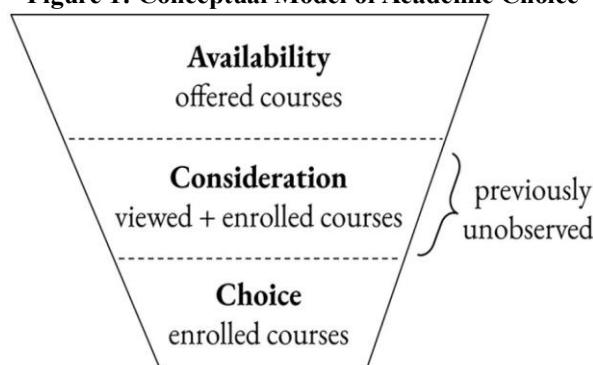 Figure 1: Conceptual Model of Academic Choice
Availability
offered courses
Consideration
viewed + enrolled courses
previously
unobserved
Choice
enrolled courses